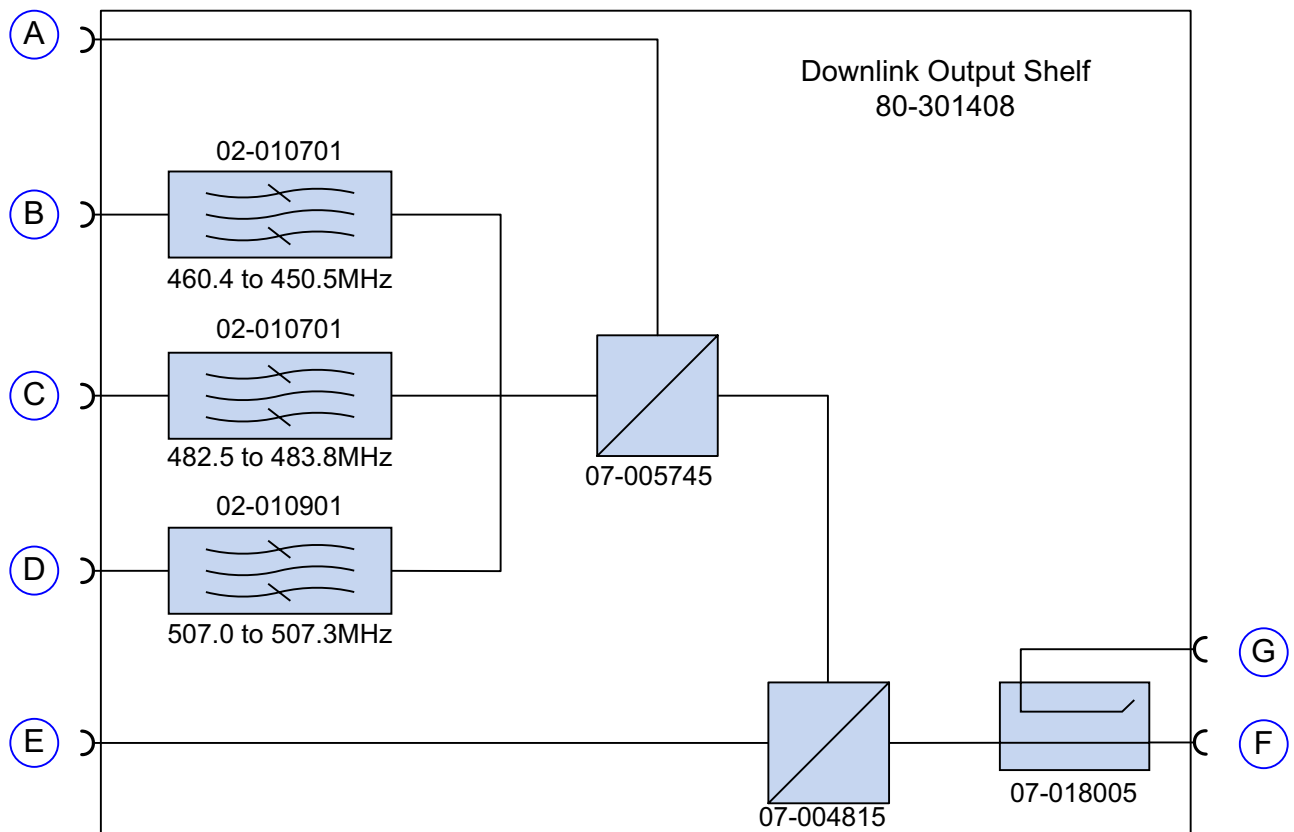 A
Downlink Output Shelf
80-301408
02-010701
B
460.4 to 450.5MHz
02-010701
C
482.5 to 483.8MHz
07-005745
02-010901
D
507.0 to 507.3MHz
G
E
F
07-018005
07-004815